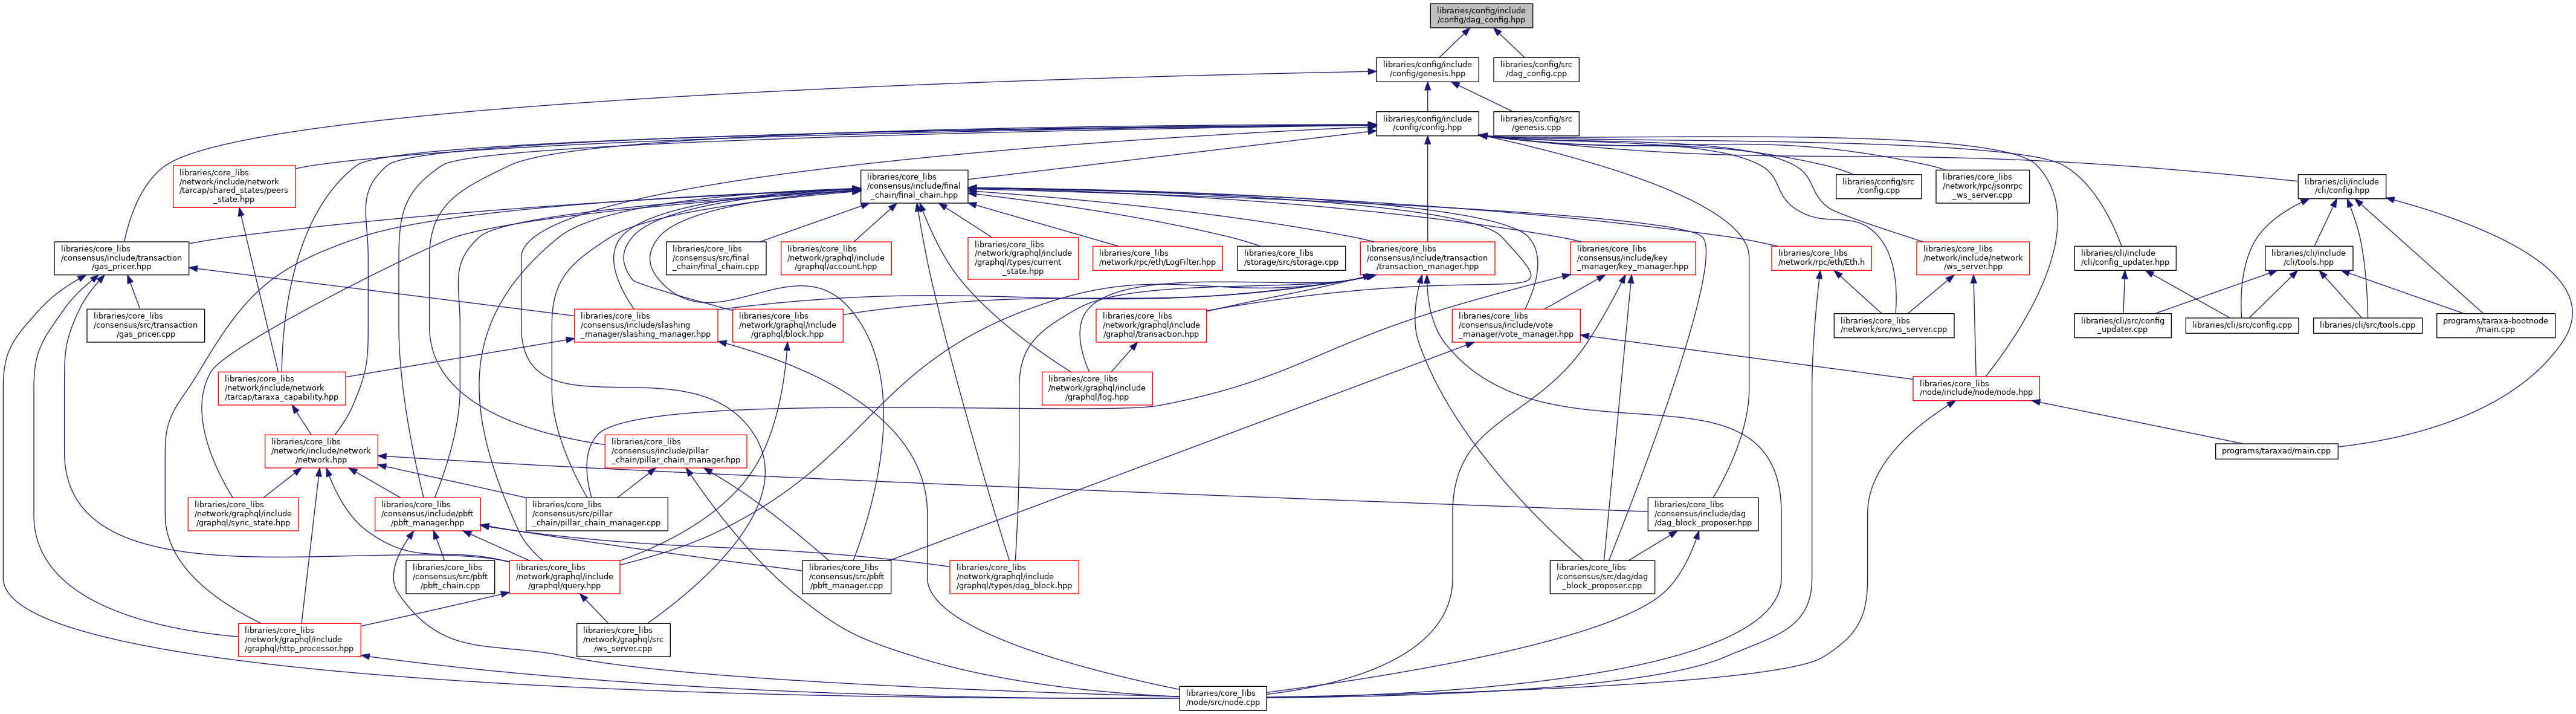 libraries/config/include
/config/dag_config.hpp
libraries/config/include
/config/genesis.hpp
libraries/config/src
/dag_config.cpp
libraries/config/include
/config/config.hpp
libraries/config/src
/genesis.cpp
libraries/core_libs
/network/include/network
/tarcap/shared_states/peers
_state.hpp
libraries/core_libs
/consensus/include/final
_chain/final_chain.hpp
libraries/config/src
/config.cpp
libraries/core_libs
/network/rpc/jsonrpc
_ws_server.cpp
libraries/cli/include
/cli/config.hpp
libraries/core_libs
/consensus/include/transaction
/gas_pricer.hpp
libraries/core_libs
/consensus/src/final
_chain/final_chain.cpp
libraries/core_libs
/network/graphql/include
/graphql/account.hpp
libraries/core_libs
/network/graphql/include
/graphql/types/current
_state.hpp
libraries/core_libs
/network/rpc/eth/LogFilter.hpp
libraries/core_libs
/storage/src/storage.cpp
libraries/core_libs
/consensus/include/transaction
/transaction_manager.hpp
libraries/core_libs
/consensus/include/key
_manager/key_manager.hpp
libraries/core_libs
/network/rpc/eth/Eth.h
libraries/core_libs
/network/include/network
/ws_server.hpp
libraries/cli/include
/cli/config_updater.hpp
libraries/cli/include
/cli/tools.hpp
libraries/core_libs
/consensus/src/transaction
/gas_pricer.cpp
libraries/core_libs
/consensus/include/slashing
_manager/slashing_manager.hpp
libraries/core_libs
/network/graphql/include
/graphql/block.hpp
libraries/core_libs
/network/graphql/include
/graphql/transaction.hpp
libraries/core_libs
/consensus/include/vote
_manager/vote_manager.hpp
libraries/core_libs
/network/src/ws_server.cpp
libraries/cli/src/config
_updater.cpp
libraries/cli/src/config.cpp
libraries/cli/src/tools.cpp
programs/taraxa-bootnode
/main.cpp
libraries/core_libs
/network/include/network
/tarcap/taraxa_capability.hpp
libraries/core_libs
/network/graphql/include
/graphql/log.hpp
libraries/core_libs
/node/include/node/node.hpp
libraries/core_libs
/network/include/network
/network.hpp
libraries/core_libs
/consensus/include/pillar
_chain/pillar_chain_manager.hpp
programs/taraxad/main.cpp
libraries/core_libs
/network/graphql/include
/graphql/sync_state.hpp
libraries/core_libs
/consensus/include/pbft
/pbft_manager.hpp
libraries/core_libs
/consensus/src/pillar
_chain/pillar_chain_manager.cpp
libraries/core_libs
/consensus/include/dag
/dag_block_proposer.hpp
libraries/core_libs
/consensus/src/pbft
/pbft_chain.cpp
libraries/core_libs
/network/graphql/include
/graphql/query.hpp
libraries/core_libs
/consensus/src/pbft
/pbft_manager.cpp
libraries/core_libs
/network/graphql/include
/graphql/types/dag_block.hpp
libraries/core_libs
/consensus/src/dag/dag
_block_proposer.cpp
libraries/core_libs
/network/graphql/include
/graphql/http_processor.hpp
libraries/core_libs
/network/graphql/src
/ws_server.cpp
libraries/core_libs
/node/src/node.cpp